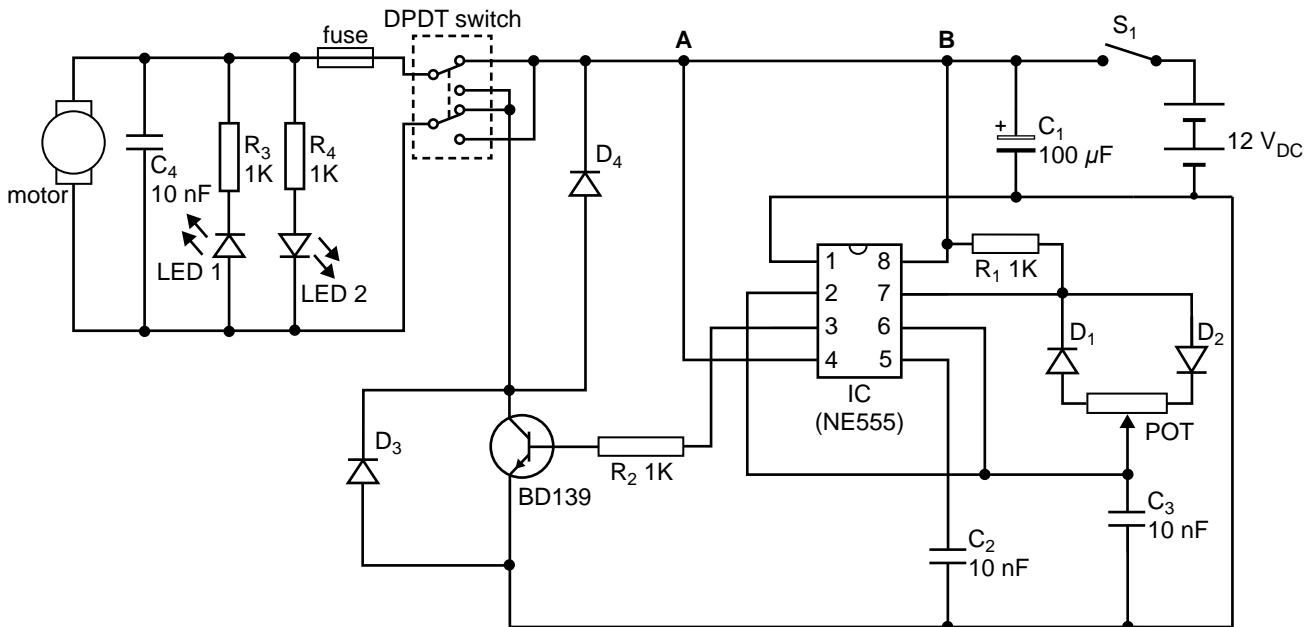 DPDT switch
fuse
A
B
S1
+
C1
100 µF
12 VDC
R3
1K
R4
1K
C4
10 nF
motor
LED 1
LED 2
D4
1
2
3
4
8
7
6
5
R1 1K
D1
D2
IC
(NE555)
POT
D3
R2 1K
BD139
C2
10 nF
C3
10 nF